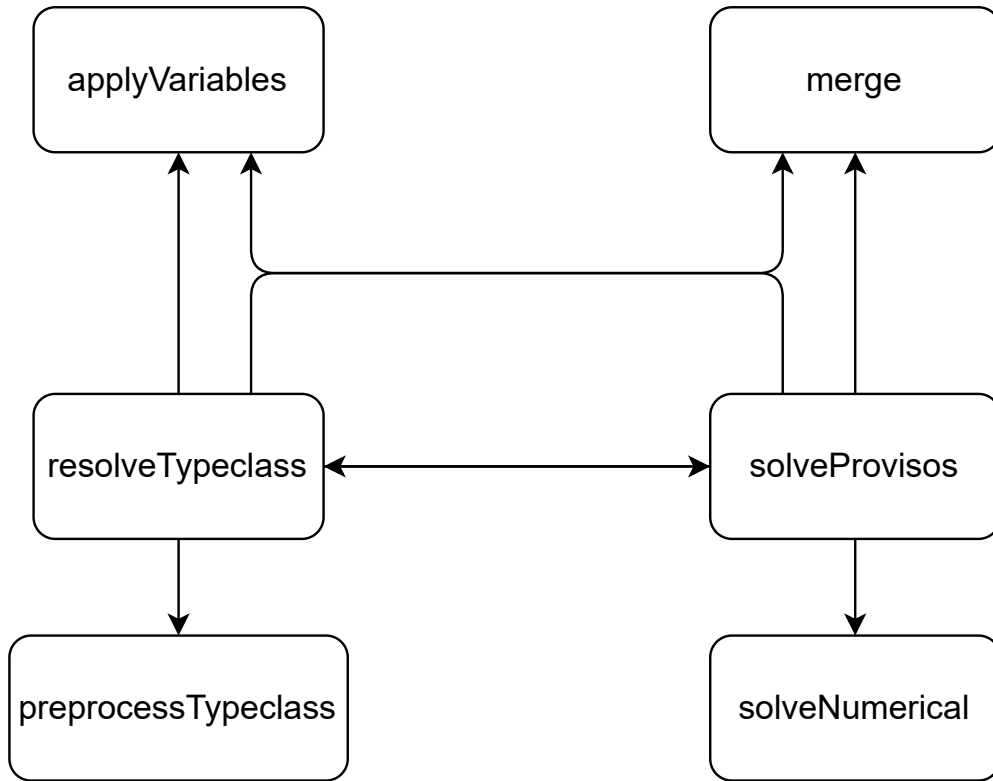 applyVariables
merge
resolveTypeclass
solveProvisos
preprocessTypeclass
solveNumerical